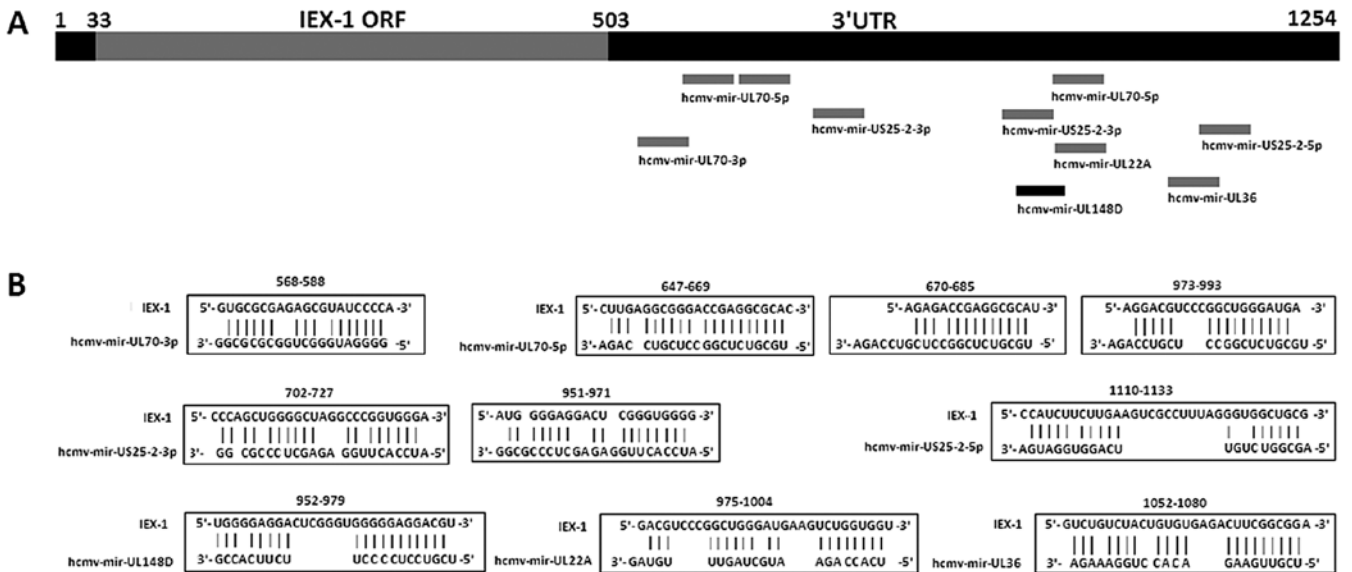 A
1 33 IEX-1 ORF 503 3'UTR 1254
hcmv-mir-UL70-5p hcmv-mir-UL70-5p
hcmv-mir-US25-2-3p hcmv-mir-US25-2-3p hcmv-mir-US25-2-5p
hcmv-mir-UL70-3p hcmv-mir-UL22A
hcmv-mir-UL148D hcmv-mir-UL36
B
568-588 647-669 670-685 973-993
IEX-1 5'- GUGCGCGAGAGCGUAUCCCCA -3' IEX-1 5'- CUUGAGGCGGGACCGAGGCGCAC -3' 5'- AGAGACCGAGGCGCAU -3' 5'- AGGACGUCCCGGCUGGGAUGA -3'
hcmv-mir-UL70-3p 3'- GGCGCGCGGUCGGGUAGGGG -5' hcmv-mir-UL70-5p 3'- AGAC CUGCUCC GGCUCUGCGU -5' 3'- AGACCUGCUCCGGCUCUGCGU -5' 3'- AGACCUGCU CCGGCUCUGCGU -5'
702-727 951-971 1110-1133
IEX-1 5'- CCCAGCUGGGGCUAGGCCCGGUGGGA -3' 5'- AUG GGGAGGACU CGGGUGGGG -3' IEX-1 5'- CCAUCUUCUUGAAGUCGCCUUUAGGGUGGCUGCG -3'
hcmv-mir-US25-2-3p 3'- GG CGCCCUCGAGA GGUUCACCUA -5' 3'- GGCGCCCUCGAGAGGUUCACCUA -5' hcmv-mir-US25-2-5p 3'- AGUAGGUGGACU UGUCUGGCGA -5'
952-979 975-1004 1052-1080
IEX-1 5'- UGGGGAGGACUCGGGUGGGGGAGGACGU -3' IEX-1 5'- GACGUCCCGGCUGGGAUGAAGUCUGGUGGU -3' IEX-1 5'- GUCUGUCUACUGUGUGAGACUUCGGCGGA -3'
hcmv-mir-UL148D 3'- GCCACUUCU UCCCCUCCUGCU -5' hcmv-mir-UL22A 3'- GAUGU UUGAUCGUA AGACCACU -5' hcmv-mir-UL36 3'- AGAAAGGUC CACA GAAGUUGCU -5'